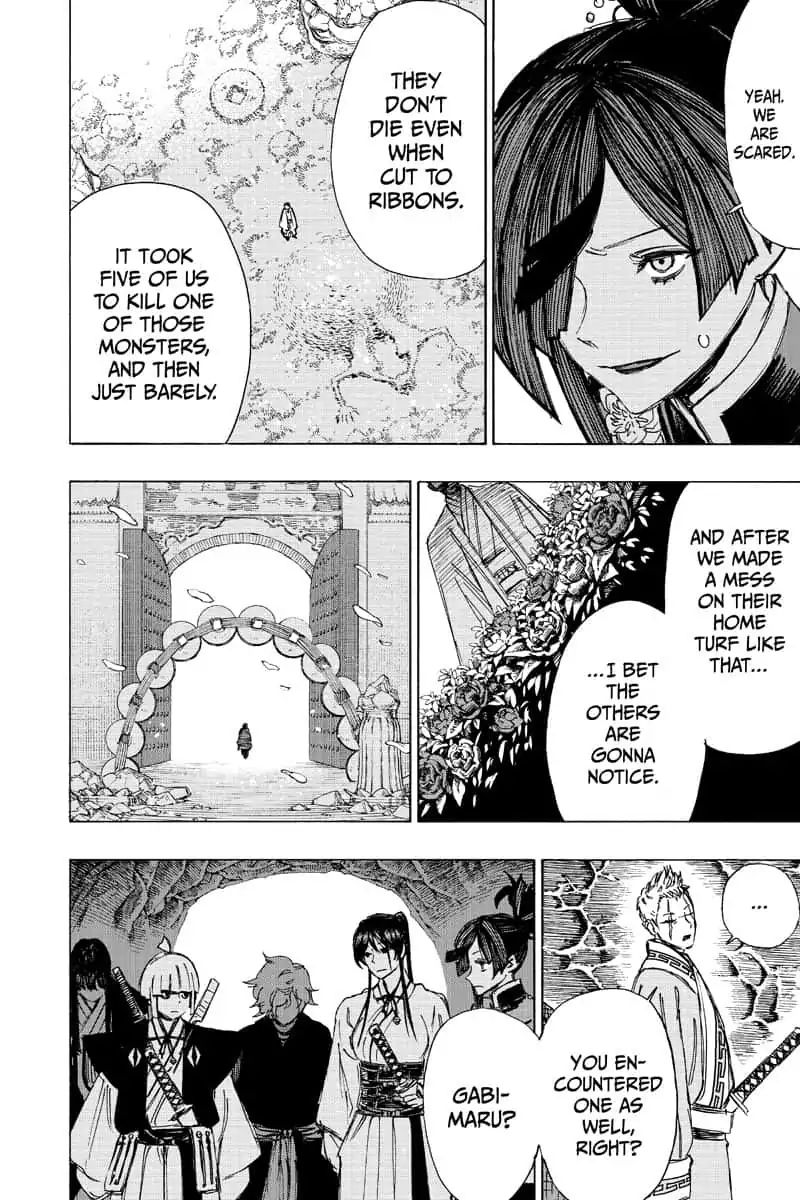 YEAH.
WE
ARE
SCARED.
THEY
DON'T
DIE EVEN
WHEN
CUT TO
RIBBONS.
IT TOOK
FIVE OF US
TO KILL ONE
OF THOSE
MONSTERS,
AND THEN
JUST BARELY.
AND AFTER
WE MADE
A MESS
ON THEIR
HOME
TURF LIKE
THAT...
...I BET
THE
OTHERS
ARE
GONNA
NOTICE.
...
YOU EN-
COUNTERED
ONE AS
WELL,
RIGHT?
GABI-
MARU?